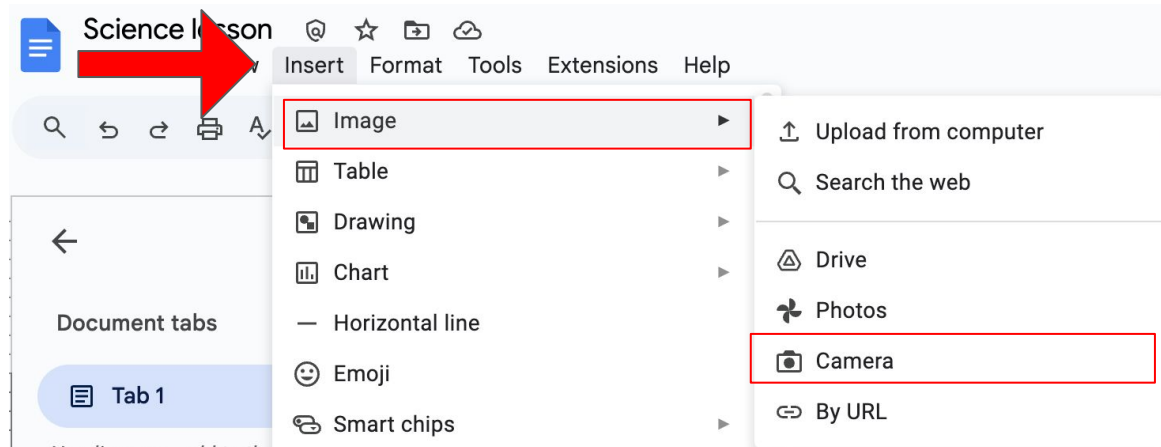 Science lesson
Insert Format Tools Extensions Help
Image
Table
Drawing
Chart
Horizontal line
Emoji
Smart chips
Upload from computer
Search the web
Drive
Photos
Camera
By URL
Document tabs
Tab 1